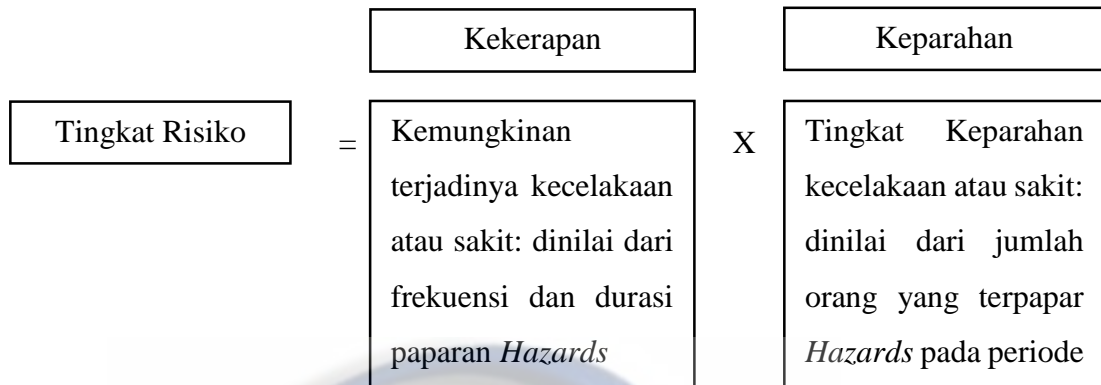 Kekerapan
Keparahan
Tingkat Risiko
=
Kemungkinan
terjadinya kecelakaan
atau sakit: dinilai dari
frekuensi dan durasi
paparan Hazards
X
Tingkat Keparahan
kecelakaan atau sakit:
dinilai dari jumlah
orang yang terpapar
Hazards pada periode